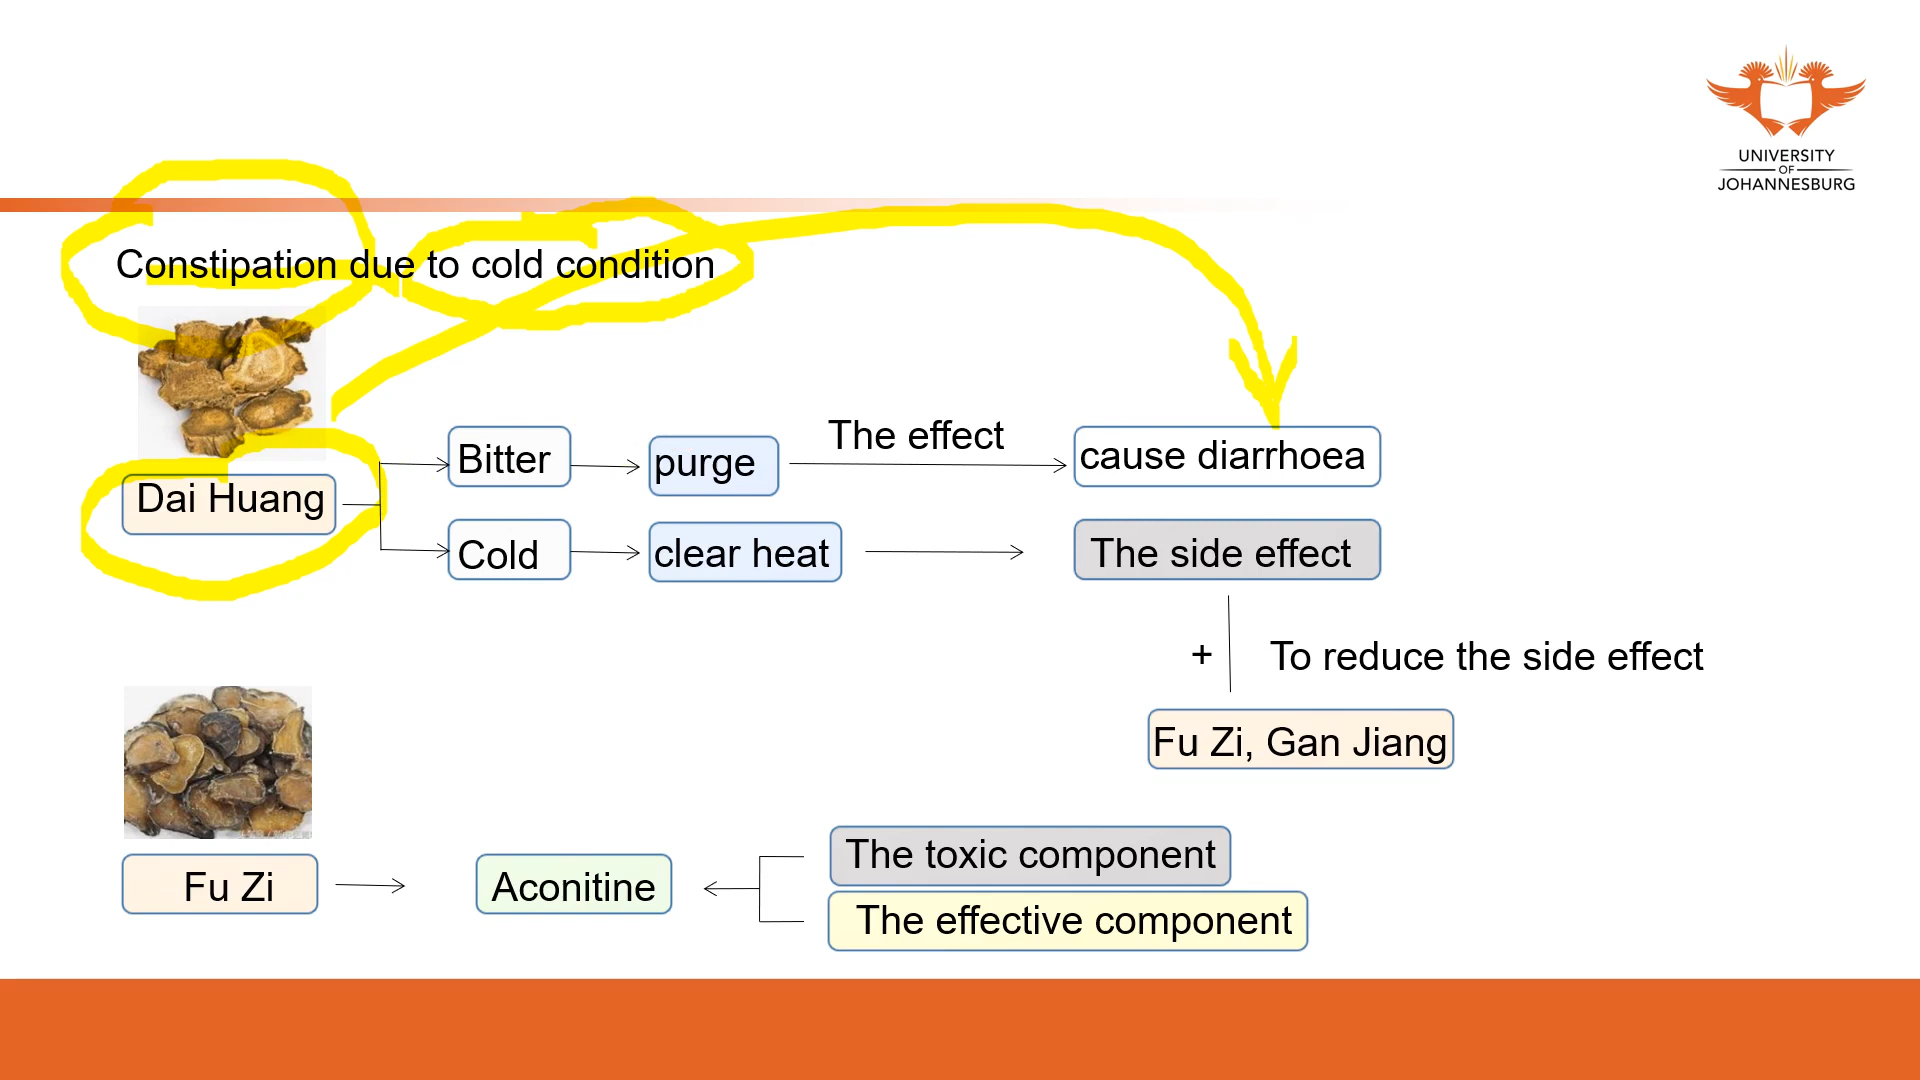 UNIVERSITY
OF
JOHANNESBURG
Constipation due to cold condition
The effect
Bitter
purge
cause diarrhoea
Dai Huang
Cold
clear heat
The side effect
+
To reduce the side effect
Fu Zi, Gan Jiang
The toxic component
Fu Zi
Aconitine
The effective component